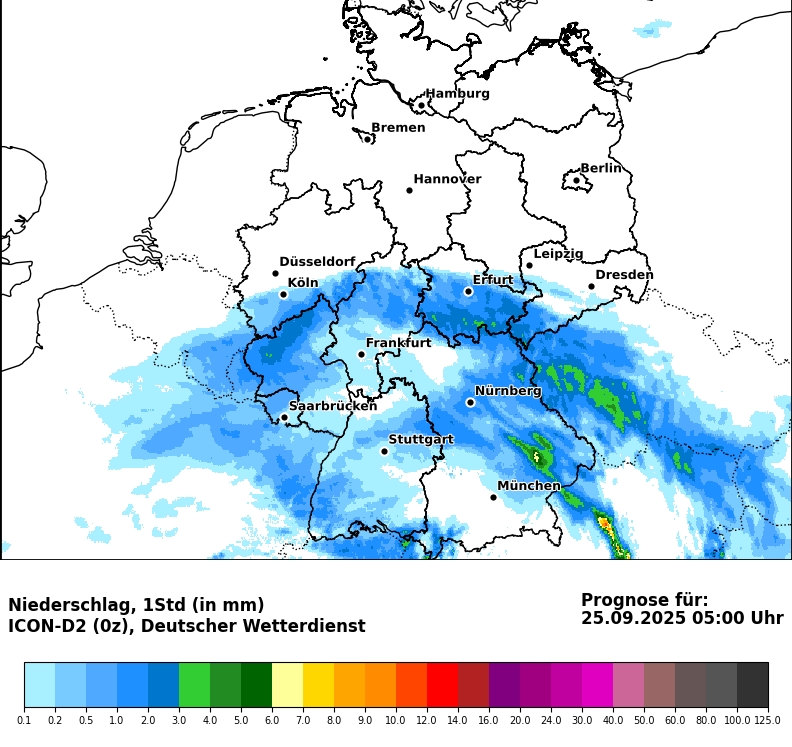 Hamburg
Bremen
Berlin
Hannover
Leipzig
Düsseldorf
Dresden
Erfurt
Köln
Frankfurt
Nürnberg
Saarbrücken
Stuttgart
München
Niederschlag, 1Std (in mm)
ICON-D2 (0z), Deutscher Wetterdienst
Prognose für:
25.09.2025 05:00 Uhr
0.1 0.2 0.5 1.0 2.0 3.0 4.0 5.0 6.0 7.0 8.0 9.0 10.0 12.0 14.0 16.0 20.0 24.0 30.0 40.0 50.0 60.0 80.0 100.0 125.0